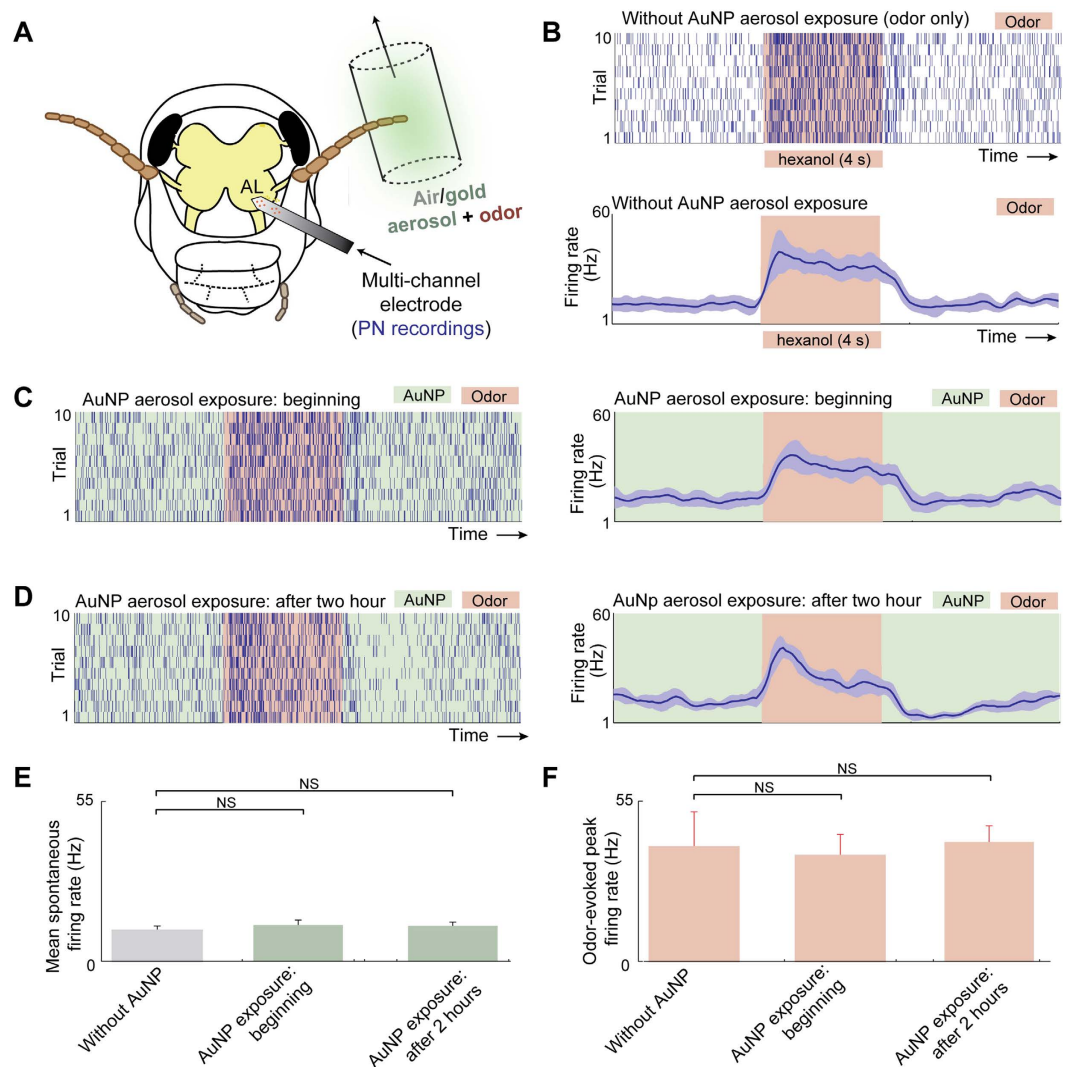 A
AL
Air/gold
aerosol + odor
Multi-channel
electrode
(PN recordings)
B
Without AuNP aerosol exposure (odor only)
Odor
10
Trial
1
hexanol (4 s)
Time
Without AuNP aerosol exposure
Odor
60
Firing rate
(Hz)
1
hexanol (4 s)
Time
C
AuNP aerosol exposure: beginning
AuNP
Odor
10
Trial
1
Time
AuNP aerosol exposure: beginning
AuNP
Odor
60
Firing rate
(Hz)
1
Time
D
AuNP aerosol exposure: after two hour
AuNP
Odor
10
Trial
1
Time
AuNp aerosol exposure: after two hour
AuNP
Odor
60
Firing rate
(Hz)
1
Time
E
NS
NS
55
Mean spontaneous
firing rate (Hz)
0
Without AuNP
AuNP exposure:
beginning
AuNP exposure:
after 2 hours
F
NS
NS
55
Odor-evoked peak
firing rate (Hz)
0
Without AuNP
AuNP exposure:
beginning
AuNP exposure:
after 2 hours